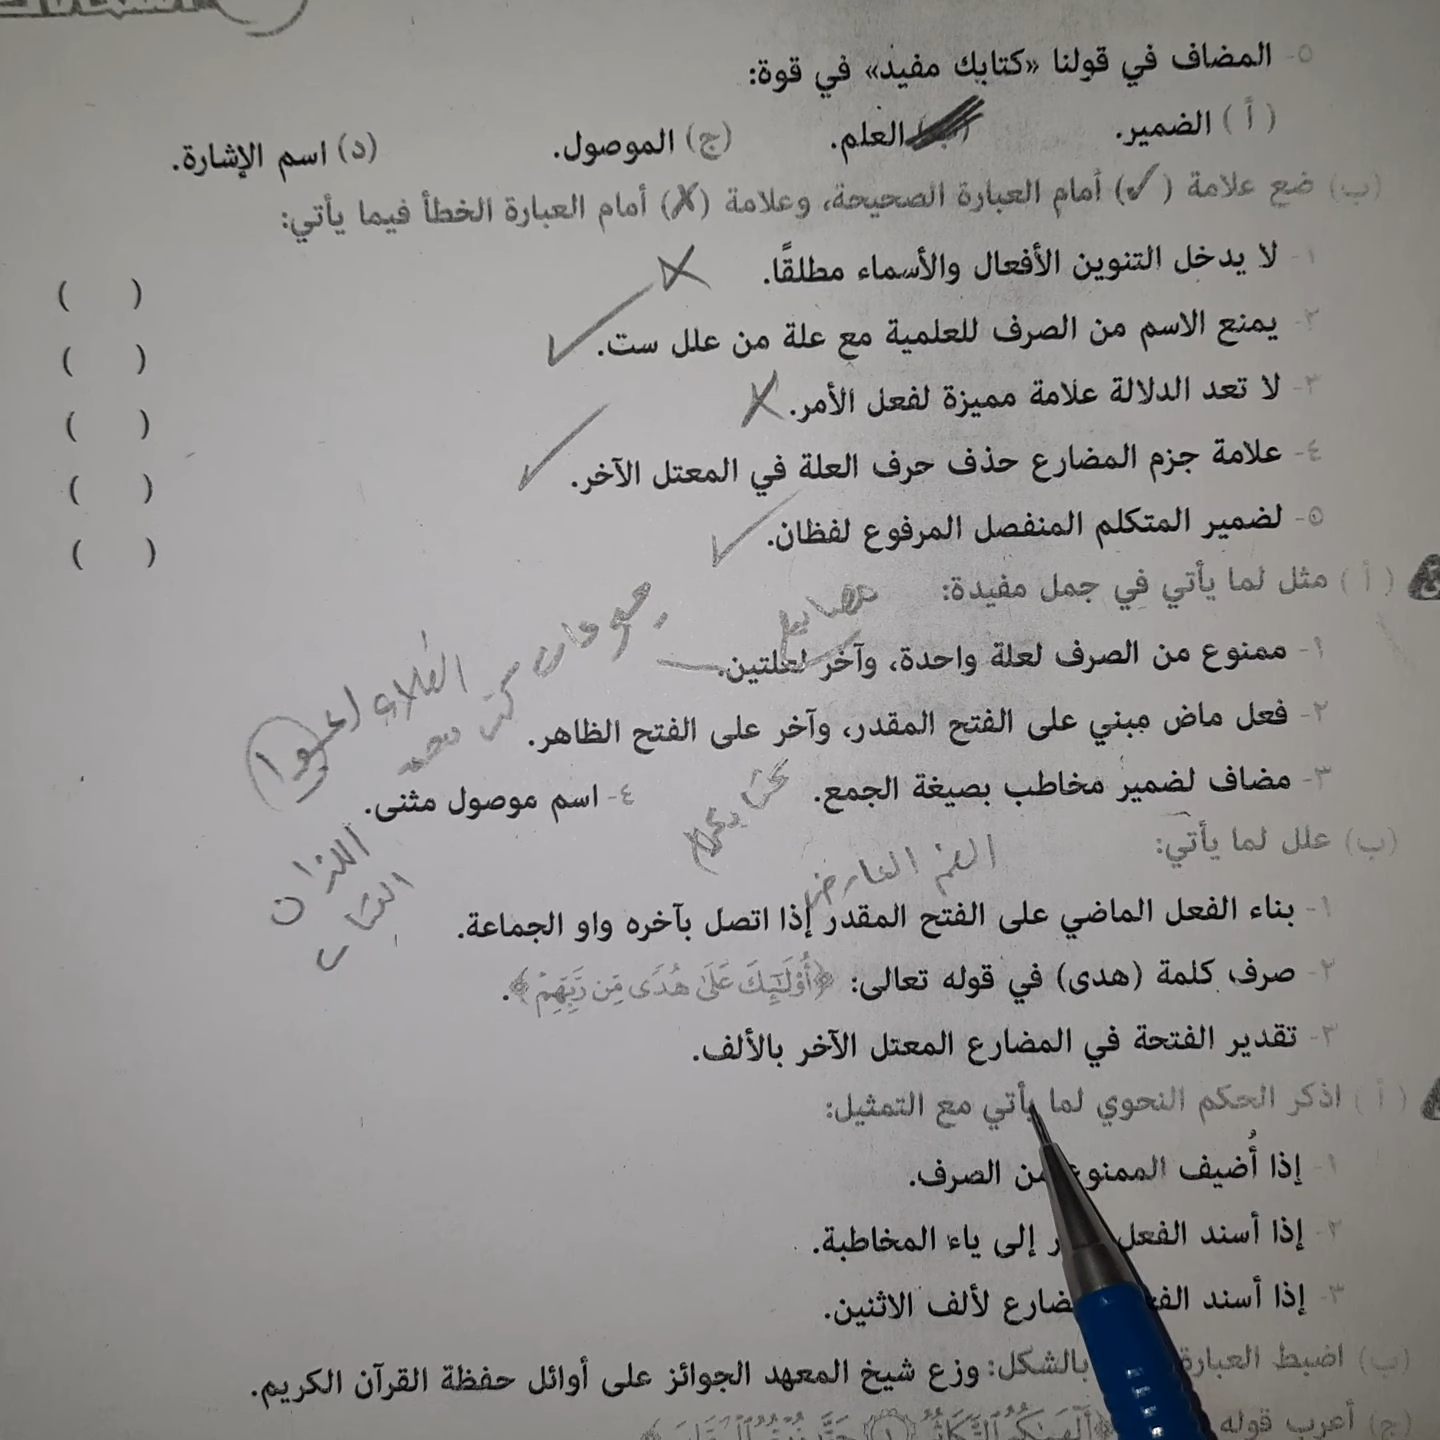 ٥- المضاف في قولنا «كتابك مفيد» في قوة:
(أ) الضمير. (ب) العلم. (ج) الموصول. (د) اسم الإشارة.
(ب) ضع علامة (✓) أمام العبارة الصحيحة، وعلامة (✗) أمام العبارة الخطأ فيما يأتي:
١- لا يدخل التنوين الأفعال والأسماء مطلقًا. ✗ ( )
٢- يمنع الاسم من الصرف للعلمية مع علة من علل ست. ✓ ( )
٣- لا تعد الدلالة علامة مميزة لفعل الأمر. ✗ ( )
٤- علامة جزم المضارع حذف حرف العلة في المعتل الآخر. ✓ ( )
٥- لضمير المتكلم المنفصل المرفوع لفظان. ✓ ( )
(أ) مثل لما يأتي في جمل مفيدة:
مصابيح
١- ممنوع من الصرف لعلة واحدة، وآخر لعلتين.
٢- فعل ماض مبني على الفتح المقدر، وآخر على الفتح الظاهر.
كتب محمد
٣- مضاف لضمير مخاطب بصيغة الجمع. ٤- اسم موصول مثنى.
كتابكم
اللذان
(ب) علل لما يأتي:
١- بناء الفعل الماضي على الفتح المقدر إذا اتصل بآخره واو الجماعة.
٢- صرف كلمة (هدى) في قوله تعالى: ﴿أُوْلَٰٓئِكَ عَلَىٰ هُدًى مِّن رَّبِّهِمْ﴾.
٣- تقدير الفتحة في المضارع المعتل الآخر بالألف.
(أ) اذكر الحكم النحوي لما يأتي مع التمثيل:
١- إذا أُضيف الممنوع من الصرف.
٢- إذا أسند الفعل إلى ياء المخاطبة.
٣- إذا أسند لألف الاثنين.
(ب) اضبط العبارة بالشكل: وزع شيخ المعهد الجوائز على أوائل حفظة القرآن الكريم.
(ج) أعرب قوله